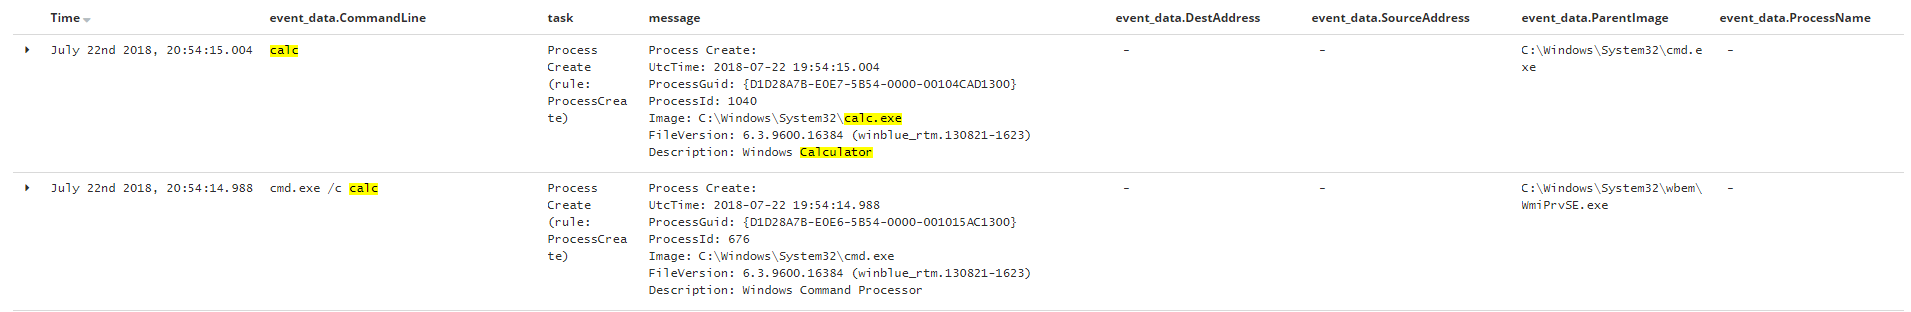 Time event_data.CommandLine task message event_data.DestAddress event_data.SourceAddress event_data.ParentImage event_data.ProcessName
July 22nd 2018, 20:54:15.004 calc Process Process Create: - - C:\Windows\System32\cmd.e -
Create UtcTime: 2018-07-22 19:54:15.004 xe
(rule: ProcessGuid: {D1D28A7B-E0E7-5B54-0000-00104CAD1300}
ProcessCrea ProcessId: 1040
te) Image: C:\Windows\System32\calc.exe
FileVersion: 6.3.9600.16384 (winblue_rtm.130821-1623)
Description: Windows Calculator
July 22nd 2018, 20:54:14.988 cmd.exe /c calc Process Process Create: - - C:\Windows\System32\wbem\ -
Create UtcTime: 2018-07-22 19:54:14.988 WmiPrvSE.exe
(rule: ProcessGuid: {D1D28A7B-E0E6-5B54-0000-001015AC1300}
ProcessCrea ProcessId: 676
te) Image: C:\Windows\System32\cmd.exe
FileVersion: 6.3.9600.16384 (winblue_rtm.130821-1623)
Description: Windows Command Processor